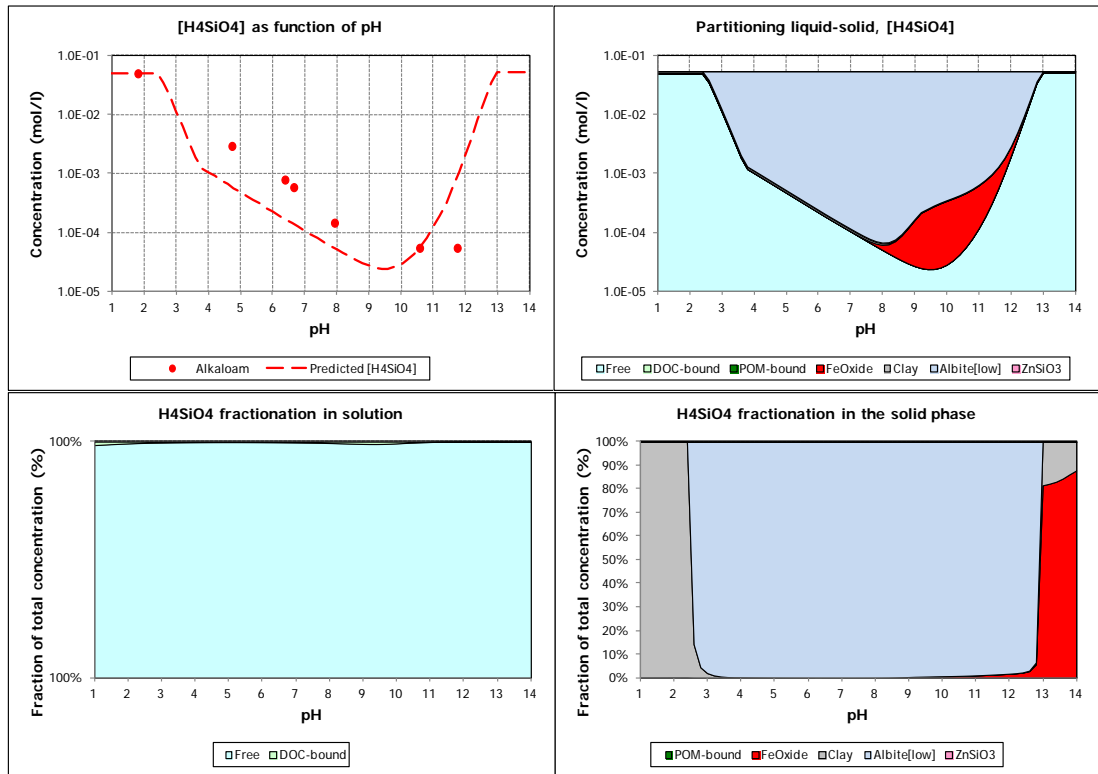 [H4SiO4] as function of pH
Concentration (mol/l)
1.0E-01
1.0E-02
1.0E-03
1.0E-04
1.0E-05
1 2 3 4 5 6 7 8 9 10 11 12 13 14
pH
Alkaloam Predicted [H4SiO4]
Partitioning liquid-solid, [H4SiO4]
Concentration (mol/l)
1.0E-01
1.0E-02
1.0E-03
1.0E-04
1.0E-05
1 2 3 4 5 6 7 8 9 10 11 12 13 14
pH
Free DOC-bound POM-bound FeOxide Clay Albite[low] ZnSiO3
H4SiO4 fractionation in solution
Fraction of total concentration (%)
100%
100%
1 2 3 4 5 6 7 8 9 10 11 12 13 14
pH
Free DOC-bound
H4SiO4 fractionation in the solid phase
Fraction of total concentration (%)
100%
90%
80%
70%
60%
50%
40%
30%
20%
10%
0%
1 2 3 4 5 6 7 8 9 10 11 12 13 14
pH
POM-bound FeOxide Clay Albite[low] ZnSiO3